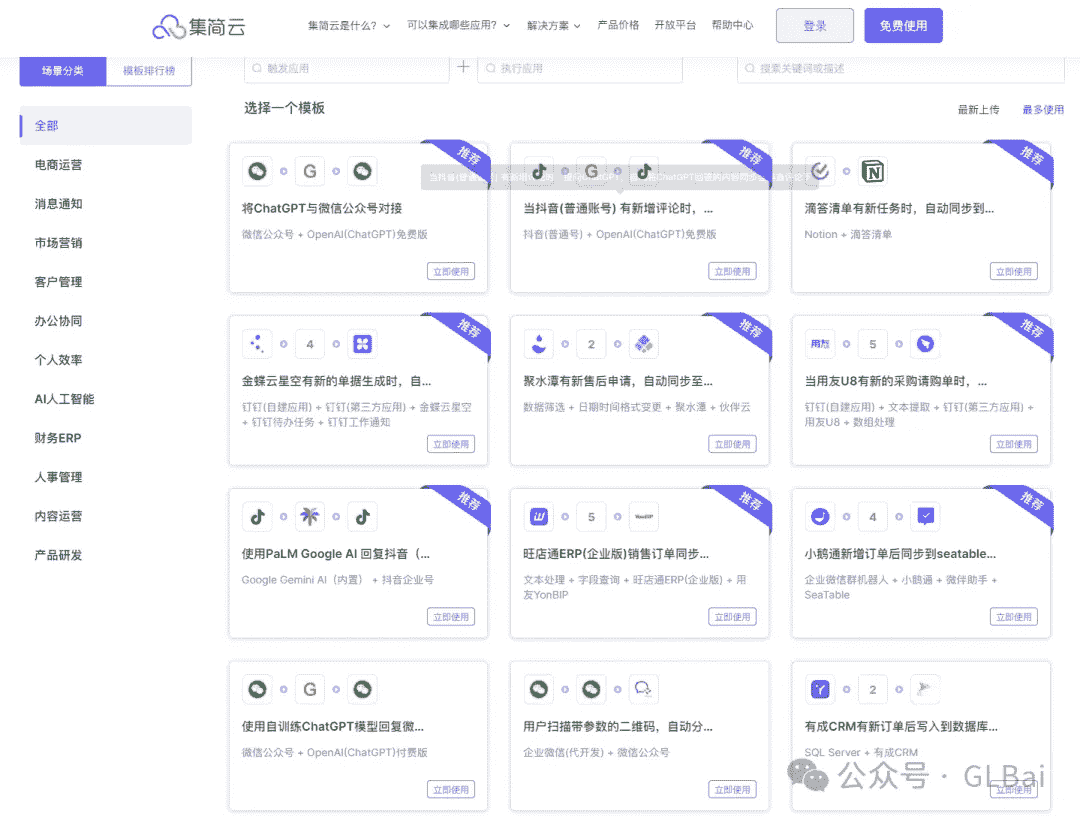 集简云
集简云是什么?
可以集成哪些应用?
解决方案
产品价格
开放平台
帮助中心
登录
免费使用
场景分类
模板排行榜
触发应用
执行应用
搜索关键词或描述
选择一个模板
最新上传
最多使用
全部
电商运营
消息通知
市场营销
客户管理
办公协同
个人效率
AI人工智能
财务ERP
人事管理
内容运营
产品研发
G
推荐
将ChatGPT与微信公众号对接
微信公众号 + OpenAI(ChatGPT)免费版
立即使用
G
推荐
当抖音(普通账号) 有新增评论时，...
抖音(普通号) + OpenAI(ChatGPT)免费版
立即使用
推荐
滴答清单有新任务时，自动同步到...
Notion + 滴答清单
立即使用
4
推荐
金蝶云星空有新的单据生成时，自...
钉钉(自建应用) + 钉钉(第三方应用) + 金蝶云星空
+ 钉钉待办任务 + 钉钉工作通知
立即使用
2
推荐
聚水潭有新售后申请，自动同步至...
数据筛选 + 日期时间格式变更 + 聚水潭 + 伙伴云
立即使用
5
推荐
当用友U8有新的采购请购单时，...
钉钉(自建应用) + 文本提取 + 钉钉(第三方应用) +
用友U8 + 数组处理
立即使用
推荐
使用PaLM Google AI 回复抖音（...
Google Gemini AI（内置） + 抖音企业号
立即使用
5
YonBIP
推荐
旺店通ERP(企业版)销售订单同步...
文本处理 + 字段查询 + 旺店通ERP(企业版) + 用
友YonBIP
立即使用
4
推荐
小鹅通新增订单后同步到seatable...
企业微信群机器人 + 小鹅通 + 微伴助手 +
SeaTable
立即使用
G
使用自训练ChatGPT模型回复微...
微信公众号 + OpenAI(ChatGPT)付费版
立即使用
用户扫描带参数的二维码，自动分...
企业微信(代开发) + 微信公众号
立即使用
2
有成CRM有新订单后写入到数据库...
SQL Server + 有成CRM
立即使用
公众号 · GLBai